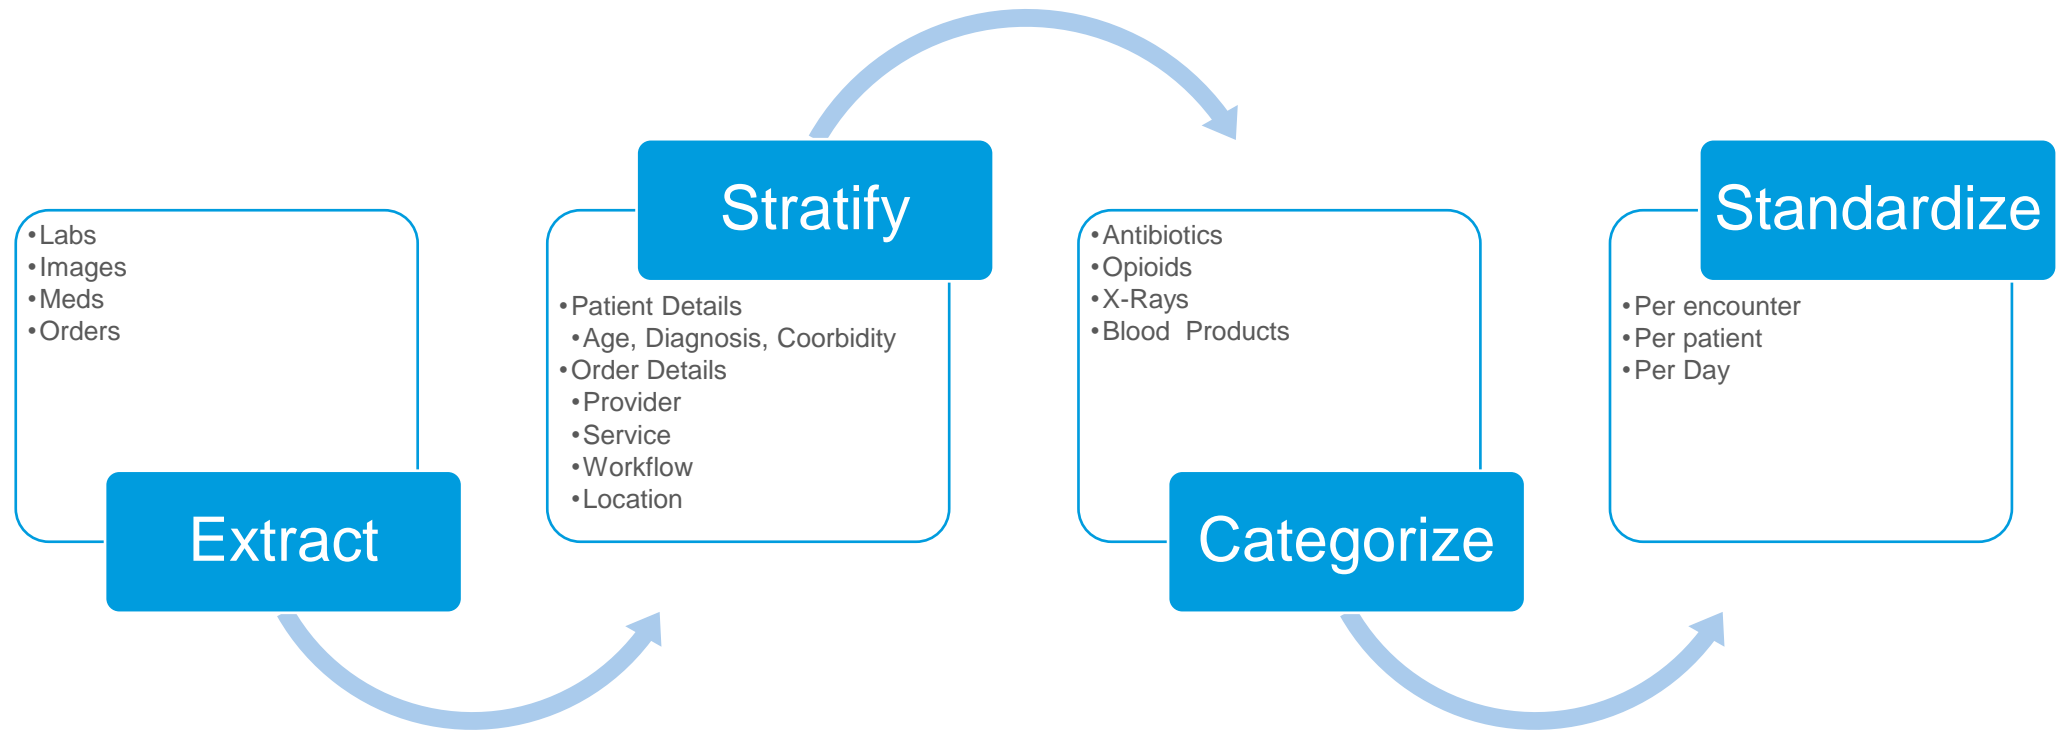 •Labs
•Images
•Meds
•Orders
Extract
Stratify
•Patient Details
•Age, Diagnosis, Coorbidity
•Order Details
•Provider
•Service
•Workflow
•Location
•Antibiotics
•Opioids
•X-Rays
•Blood  Products
Categorize
Standardize
•Per encounter
•Per patient
•Per Day